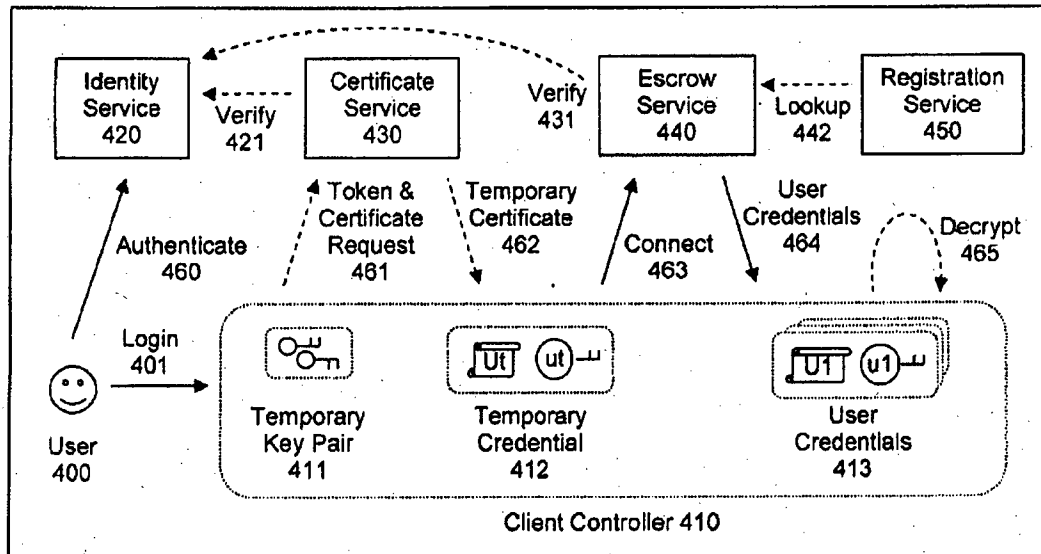 Identity
Service
420
Verify
421
Certificate
Service
430
Verify
431
Escrow
Service
440
Lookup
442
Registration
Service
450
Authenticate
460
Token &
Certificate
Request
461
Temporary
Certificate
462
Connect
463
User
Credentials
464
Decrypt
465
Login
401
User
400
Temporary
Key Pair
411
Ut
ut
Temporary
Credential
412
U1
u1
User
Credentials
413
Client Controller 410